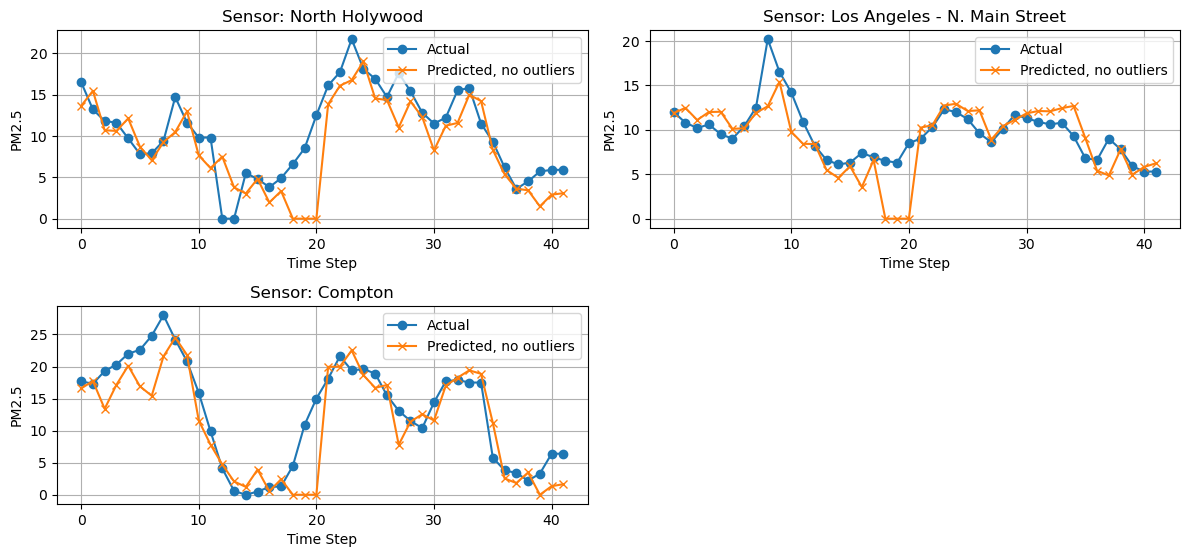 Sensor: North Holywood
PM2.5
20
15
10
5
0
Actual
Predicted, no outliers
0
10
20
30
40
Time Step
Sensor: Los Angeles - N. Main Street
PM2.5
20
15
10
5
0
Actual
Predicted, no outliers
0
10
20
30
40
Time Step
Sensor: Compton
PM2.5
25
20
15
10
5
0
Actual
Predicted, no outliers
0
10
20
30
40
Time Step